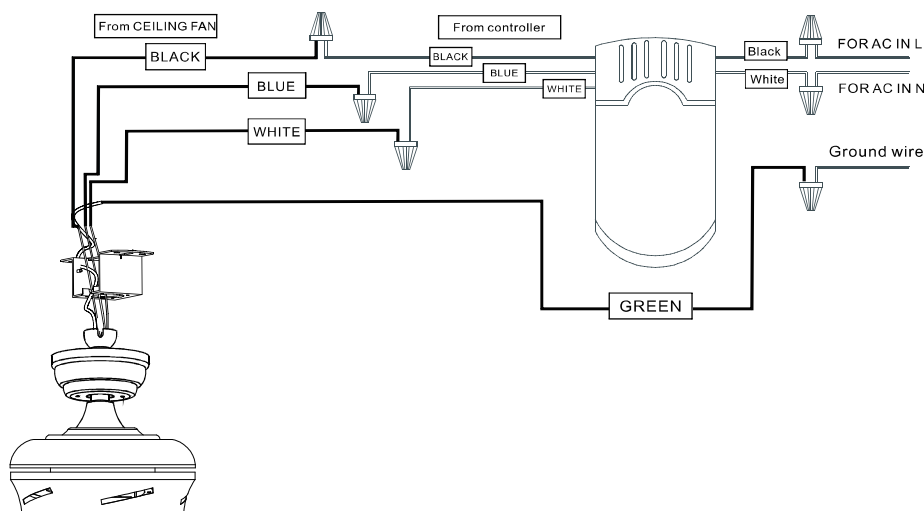 From CEILING FAN
From controller
BLACK
BLACK
Black
FOR AC IN L
BLUE
BLUE
White
FOR AC IN N
WHITE
WHITE
Ground wire
GREEN